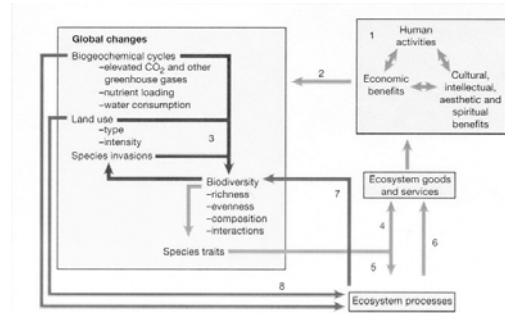 Global changes
Biogeochemical cycles
–elevated CO2 and other
greenhouse gases
–nutrient loading
–water consumption
Land use
–type
–intensity
Species invasions
3
Biodiversity
–richness
–evenness
–composition
–interactions
Species traits
8
2
1
Human
activities
Economic
benefits
Cultural,
intellectual,
aesthetic and
spiritual
benefits
Ecosystem goods
and services
7
4
6
5
Ecosystem processes